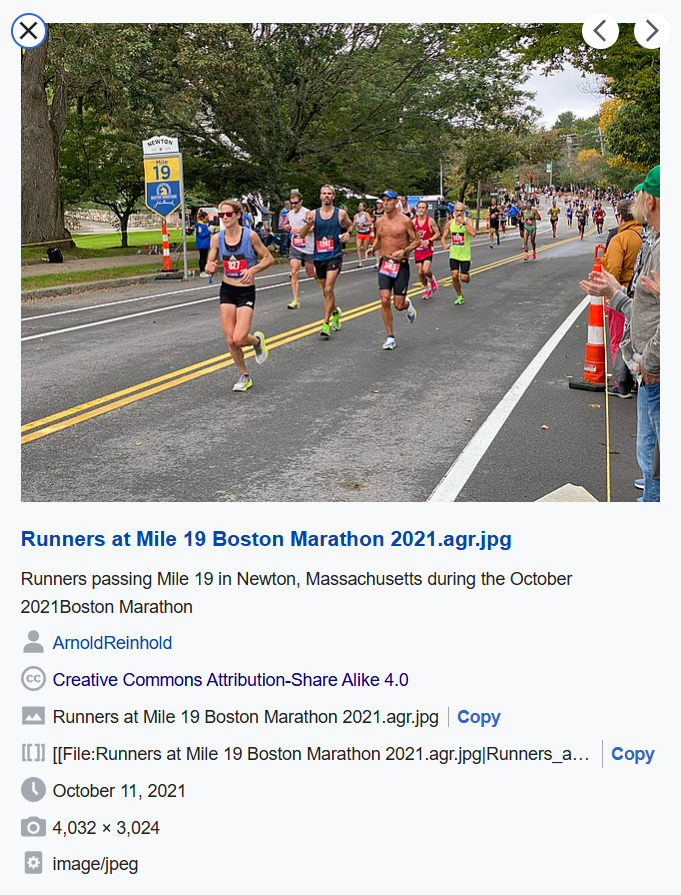 NEWTON
Mile
19
BOSTON MARATHON
Runners at Mile 19 Boston Marathon 2021.agr.jpg
Runners passing Mile 19 in Newton, Massachusetts during the October
2021Boston Marathon
ArnoldReinhold
cc
Creative Commons Attribution-Share Alike 4.0
Runners at Mile 19 Boston Marathon 2021.agr.jpg Copy
[[File:Runners at Mile 19 Boston Marathon 2021.agr.jpg|Runners_a… Copy
October 11, 2021
4,032 × 3,024
image/jpeg